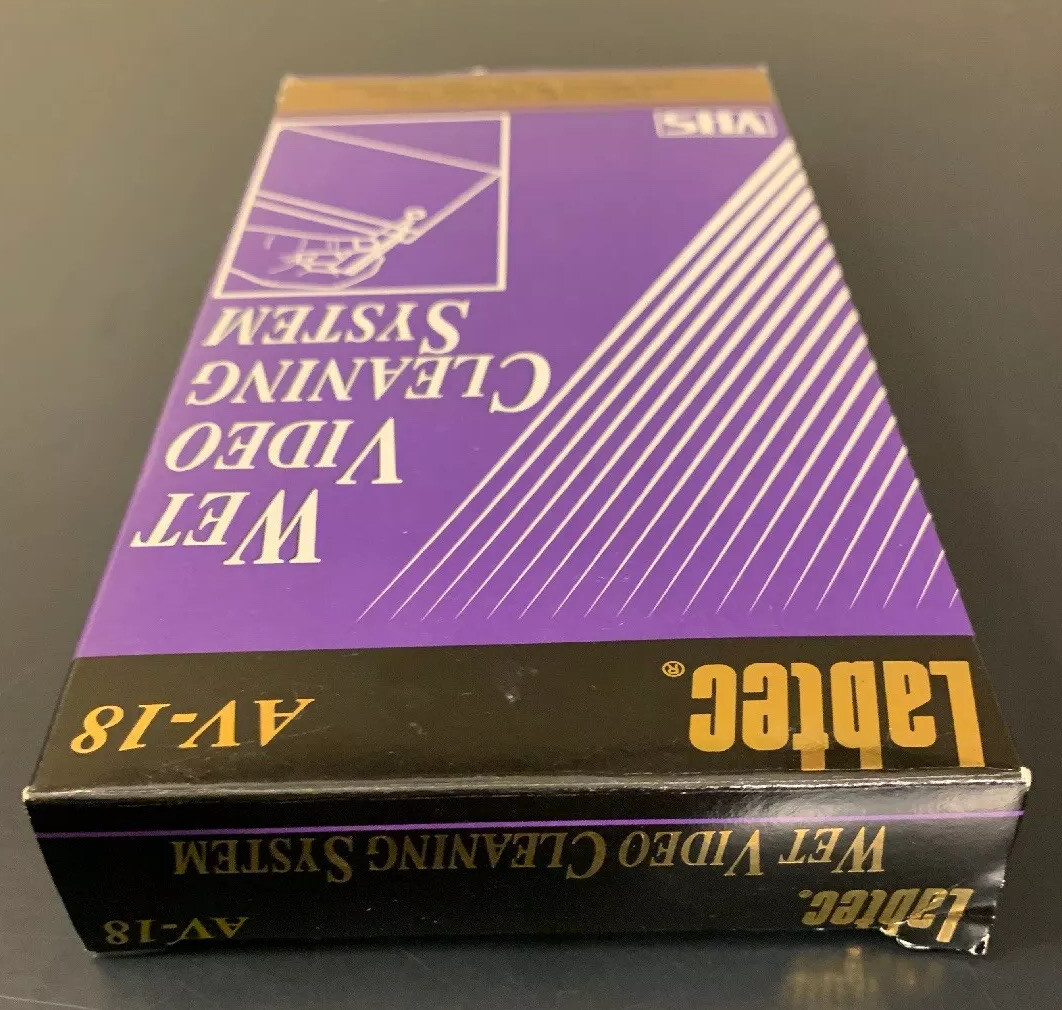 Labtec®
AV-18
WET
VIDEO
CLEANING
SYSTEM
VHS
Labtec®
WET VIDEO CLEANING SYSTEM
AV-18